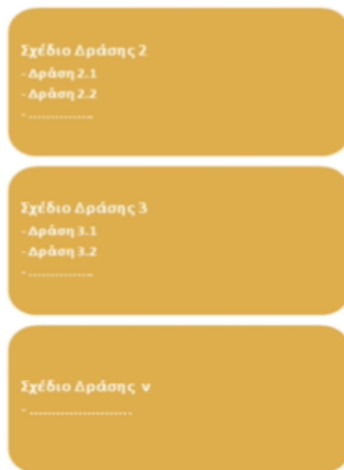 Σχέδιο Δράσης 2
- Δράση 2.1
- Δράση 2.2
- ...............
Σχέδιο Δράσης 3
- Δράση 3.1
- Δράση 3.2
- ...............
Σχέδιο Δράσης ν
- .......................